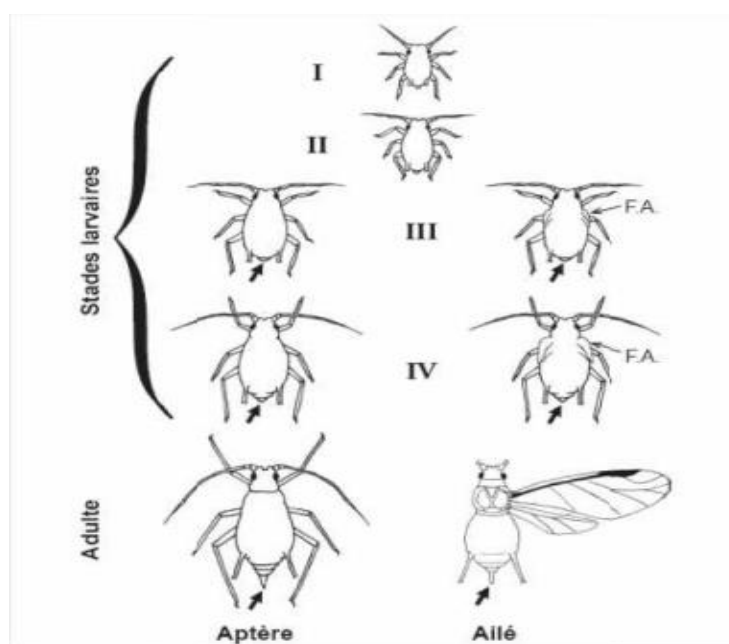 I
II
Stades larvaires
III
F.A.
IV
F.A.
Adulte
Aptère
Ailé